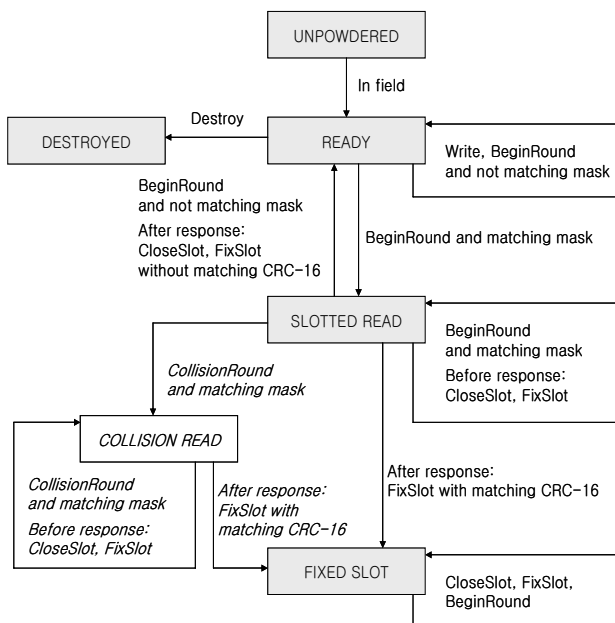 UNPOWDERED
In field
Destroy
DESTROYED
READY
Write, BeginRound
and not matching mask
BeginRound
and not matching mask
After response:
CloseSlot, FixSlot
without matching CRC-16
BeginRound and matching mask
SLOTTED READ
BeginRound
and matching mask
Before response:
CloseSlot, FixSlot
CollisionRound
and matching mask
COLLISION READ
CollisionRound
and matching mask
Before response:
CloseSlot, FixSlot
After response:
FixSlot with
matching CRC-16
After response:
FixSlot with matching CRC-16
FIXED SLOT
CloseSlot, FixSlot,
BeginRound